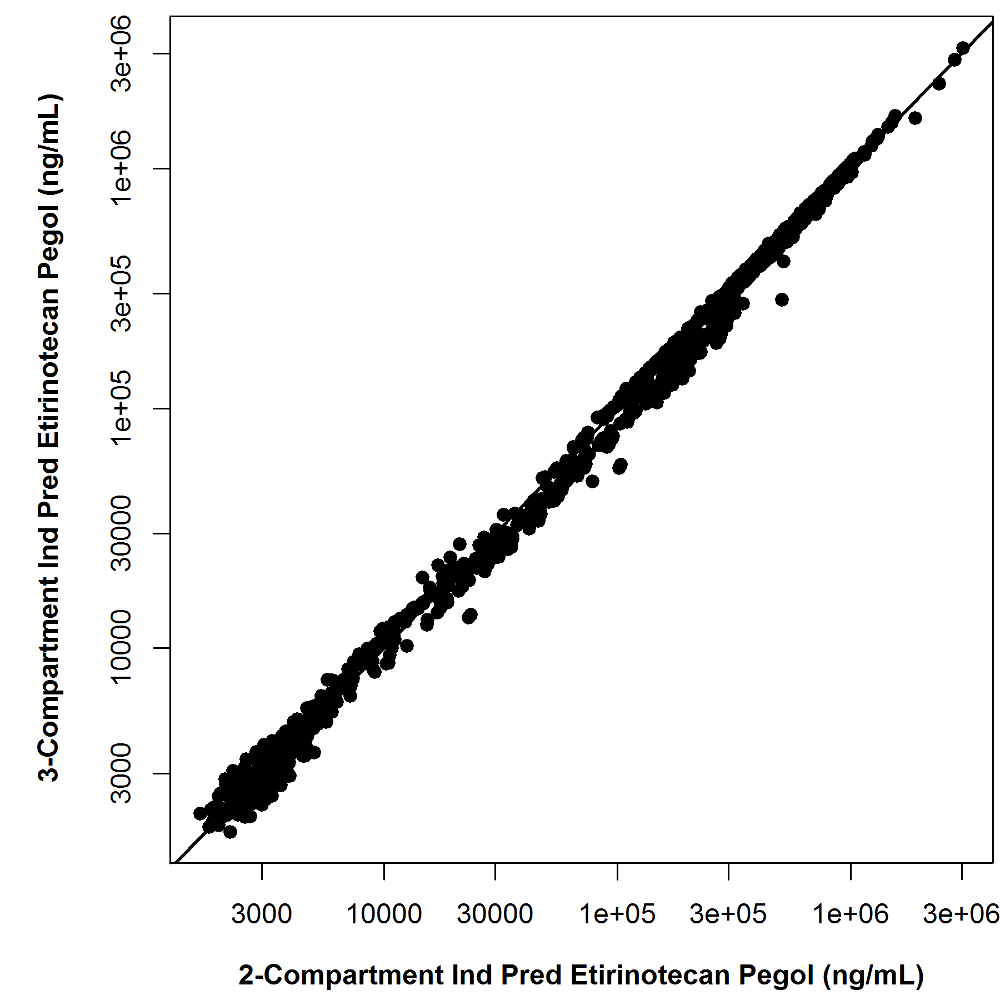 3-Compartment Ind Pred Etirinotecan Pegol (ng/mL)
3e+06
1e+06
3e+05
1e+05
30000
10000
3000
3000 10000 30000 1e+05 3e+05 1e+06 3e+06
2-Compartment Ind Pred Etirinotecan Pegol (ng/mL)